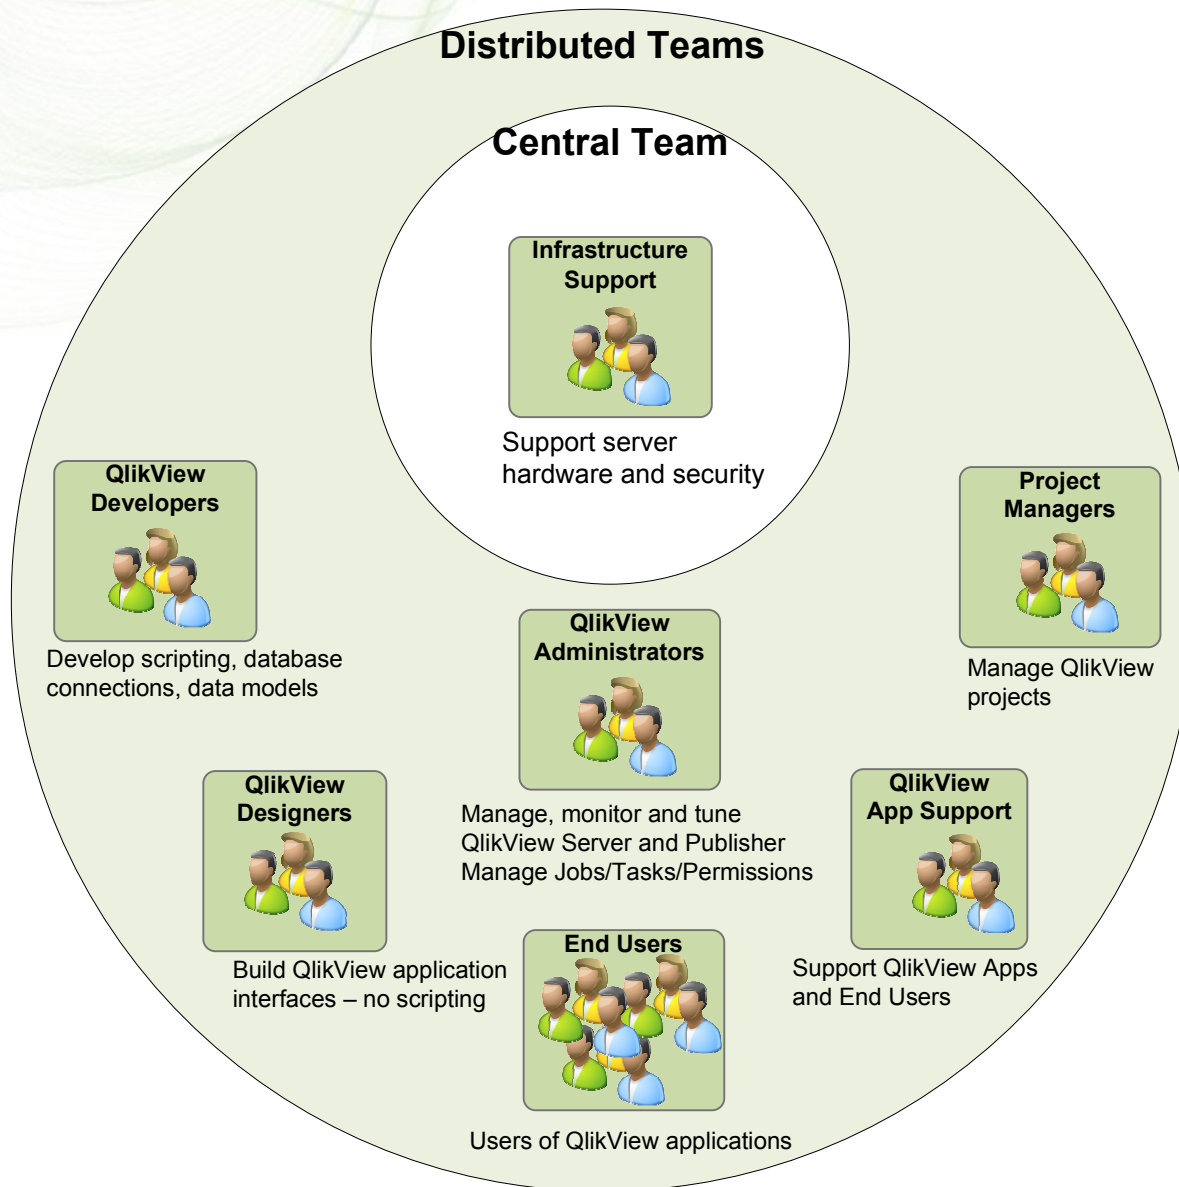 Distributed Teams
Central Team
Infrastructure
Support
Support server
hardware and security
QlikView
Developers
Develop scripting, database
connections, data models
Project
Managers
Manage QlikView
projects
QlikView
Administrators
Manage, monitor and tune
QlikView Server and Publisher
Manage Jobs/Tasks/Permissions
QlikView
Designers
Build QlikView application
interfaces – no scripting
QlikView
App Support
Support QlikView Apps
and End Users
End Users
Users of QlikView applications